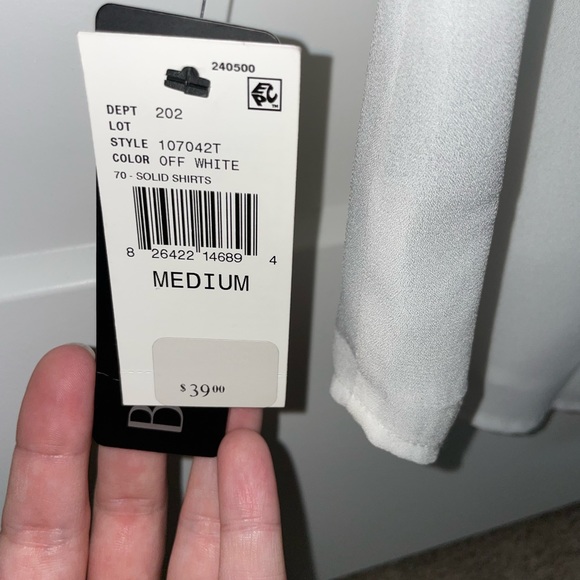 240500
EPC™
DEPT 202
LOT
STYLE 107042T
COLOR OFF WHITE
70 - SOLID SHIRTS
8 26422 14689 4
MEDIUM
$ 39 00
B